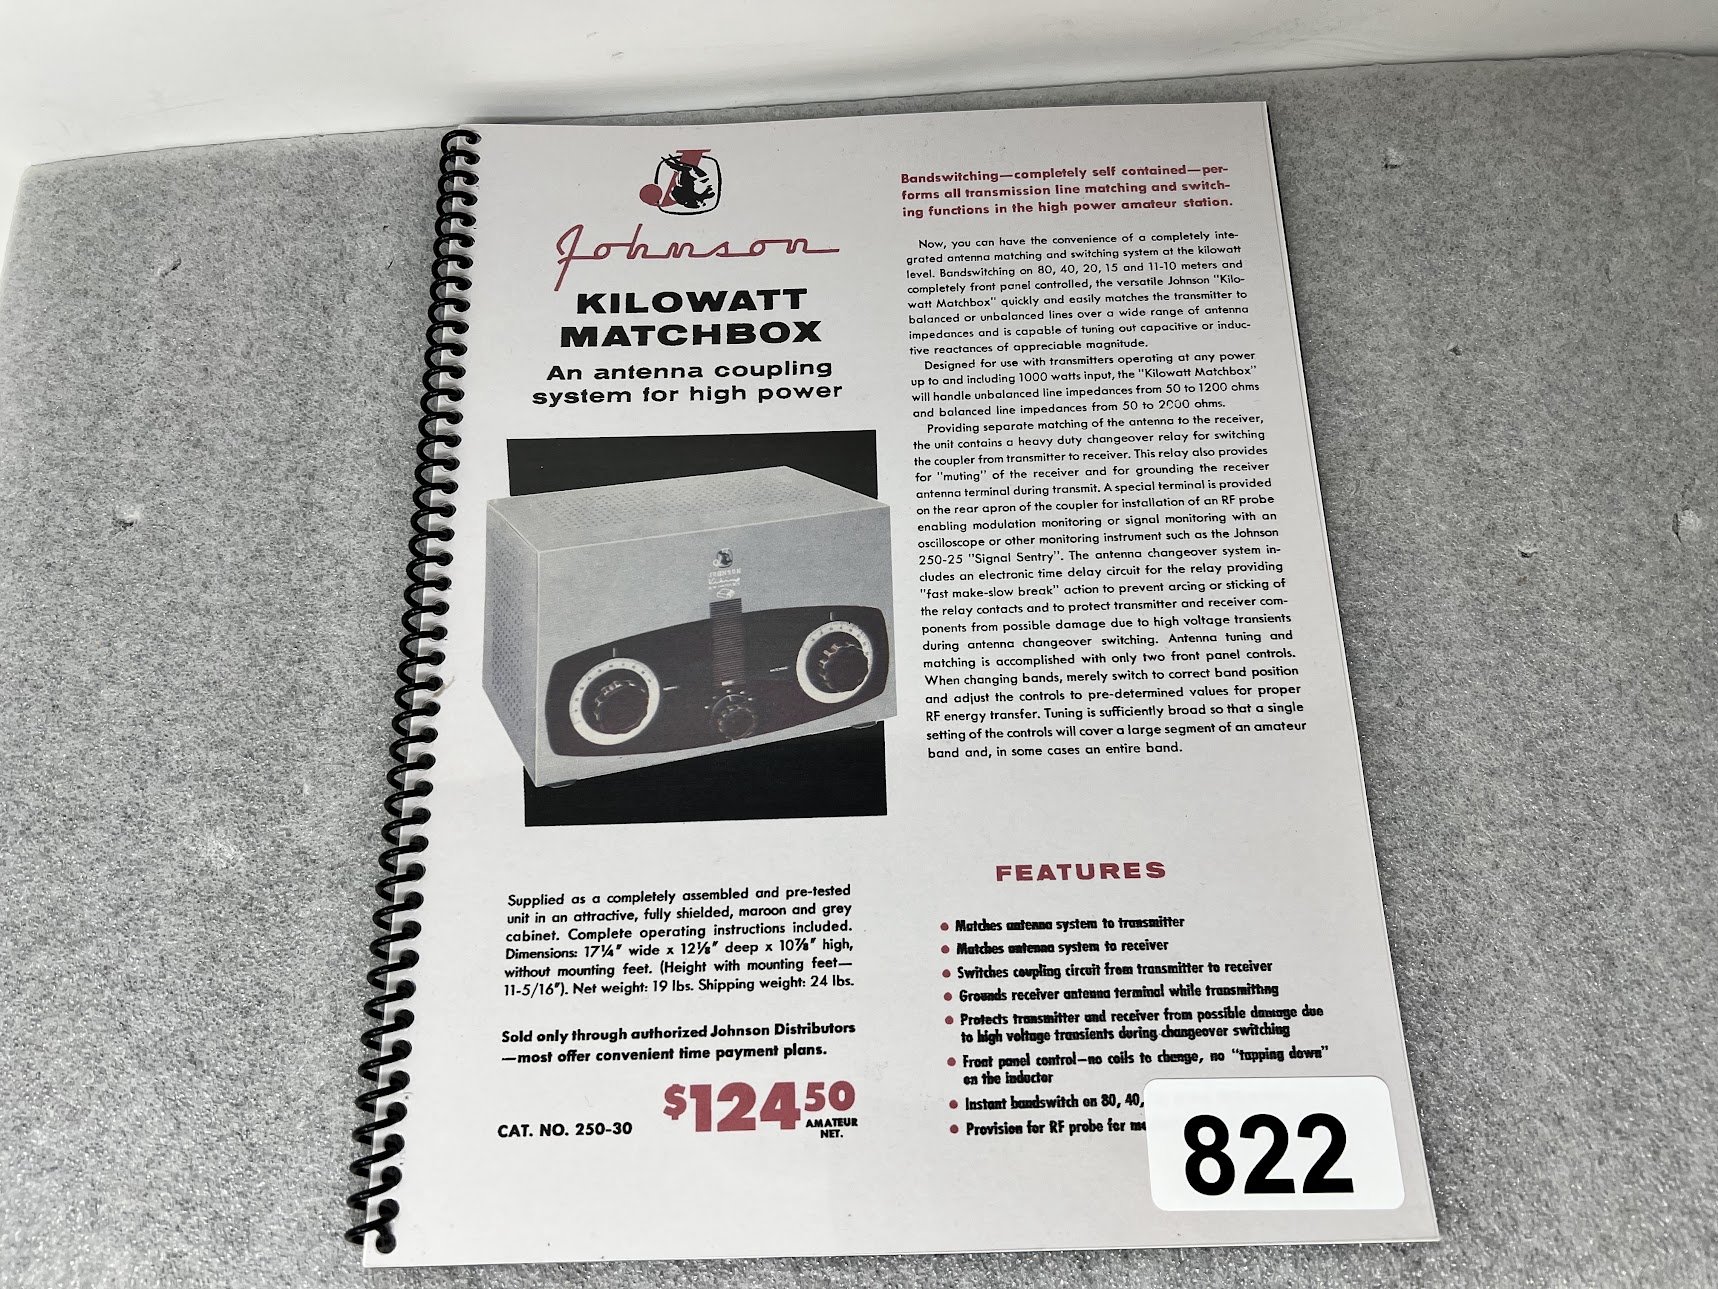 J
Johnson
KILOWATT
MATCHBOX
An antenna coupling
system for high power
JOHNSON
Supplied as a completely assembled and pre-tested
unit in an attractive, fully shielded, maroon and grey
cabinet. Complete operating instructions included.
Dimensions: 17¼" wide x 12⅛" deep x 10⅞" high,
without mounting feet. (Height with mounting feet—
11-5/16"). Net weight: 19 lbs. Shipping weight: 24 lbs.
Sold only through authorized Johnson Distributors
—most offer convenient time payment plans.
CAT. NO. 250-30
$124.50
AMATEUR
NET.
Bandswitching—completely self contained—per-
forms all transmission line matching and switch-
ing functions in the high power amateur station.
Now, you can have the convenience of a completely inte-
grated antenna matching and switching system at the kilowatt
level. Bandswitching on 80, 40, 20, 15 and 11-10 meters and
completely front panel controlled, the versatile Johnson "Kilo-
watt Matchbox" quickly and easily matches the transmitter to
balanced or unbalanced lines over a wide range of antenna
impedances and is capable of tuning out capacitive or induc-
tive reactances of appreciable magnitude.
Designed for use with transmitters operating at any power
up to and including 1000 watts input, the "Kilowatt Matchbox"
will handle unbalanced line impedances from 50 to 1200 ohms
and balanced line impedances from 50 to 2000 ohms.
Providing separate matching of the antenna to the receiver,
the unit contains a heavy duty changeover relay for switching
the coupler from transmitter to receiver. This relay also provides
for "muting" of the receiver and for grounding the receiver
antenna terminal during transmit. A special terminal is provided
on the rear apron of the coupler for installation of an RF probe
enabling modulation monitoring or signal monitoring with an
oscilloscope or other monitoring instrument such as the Johnson
250-25 "Signal Sentry". The antenna changeover system in-
cludes an electronic time delay circuit for the relay providing
"fast make-slow break" action to prevent arcing or sticking of
the relay contacts and to protect transmitter and receiver com-
ponents from possible damage due to high voltage transients
during antenna changeover switching. Antenna tuning and
matching is accomplished with only two front panel controls.
When changing bands, merely switch to correct band position
and adjust the controls to pre-determined values for proper
RF energy transfer. Tuning is sufficiently broad so that a single
setting of the controls will cover a large segment of an amateur
band and, in some cases an entire band.
FEATURES
• Matches antenna system to transmitter
• Matches antenna system to receiver
• Switches coupling circuit from transmitter to receiver
• Grounds receiver antenna terminal while transmitting
• Protects transmitter and receiver from possible damage due
to high voltage transients during changeover switching
• Front panel control—no coils to change, no "tapping down"
on the inductor
• Instant bandswitch on 80, 40,
• Provision for RF probe for
822